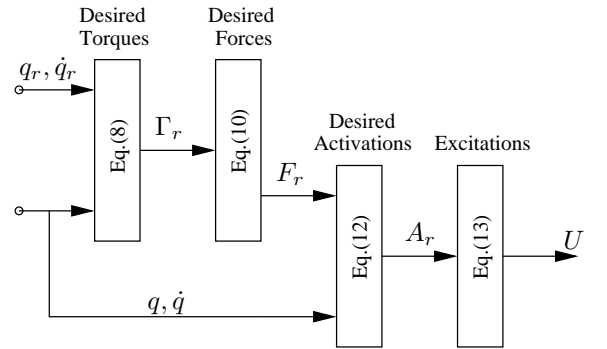 Desired
Torques
Desired
Forces
q_r, q̇_r
Eq.(8)
Γ_r
Eq.(10)
Desired
Activations
Excitations
F_r
Eq.(12)
A_r
Eq.(13)
U
q, q̇